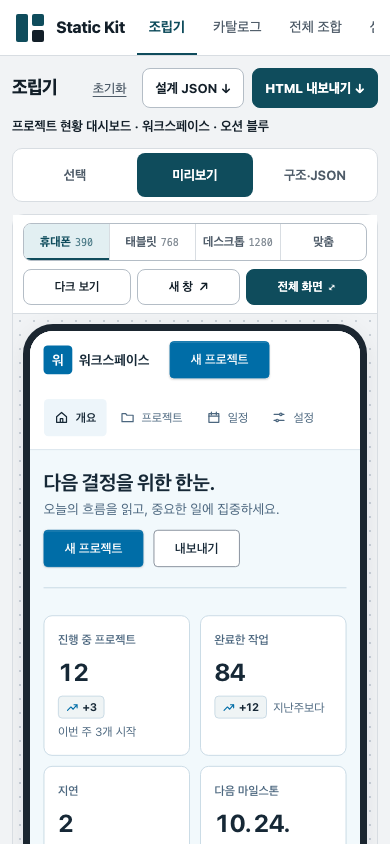 Static Kit 조립기 카탈로그 전체 조합
조립기 초기화 설계 JSON ↓ HTML 내보내기 ↓
프로젝트 현황 대시보드 · 워크스페이스 · 오션 블루
선택 미리보기 구조·JSON
휴대폰 390 태블릿 768 데스크톱 1280 맞춤
다크 보기 새 창 ↗ 전체 화면 ⤢
워 워크스페이스 새 프로젝트
개요 프로젝트 일정 설정
다음 결정을 위한 한눈.
오늘의 흐름을 읽고, 중요한 일에 집중하세요.
새 프로젝트 내보내기
진행 중 프로젝트
12
+3
이번 주 3개 시작
완료한 작업
84
+12 지난주보다
지연
2
다음 마일스톤
10.24.